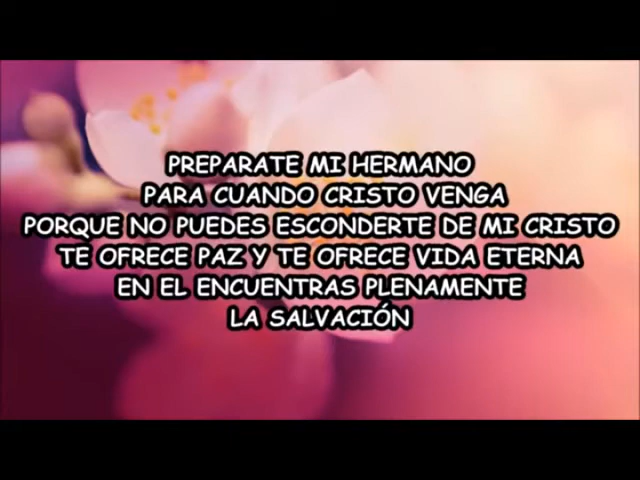 PREPARATE MI HERMANO
PARA CUANDO CRISTO VENGA
PORQUE NO PUEDES ESCONDERTE DE MI CRISTO
TE OFRECE PAZ Y TE OFRECE VIDA ETERNA
EN EL ENCUENTRAS PLENAMENTE
LA SALVACIÓN